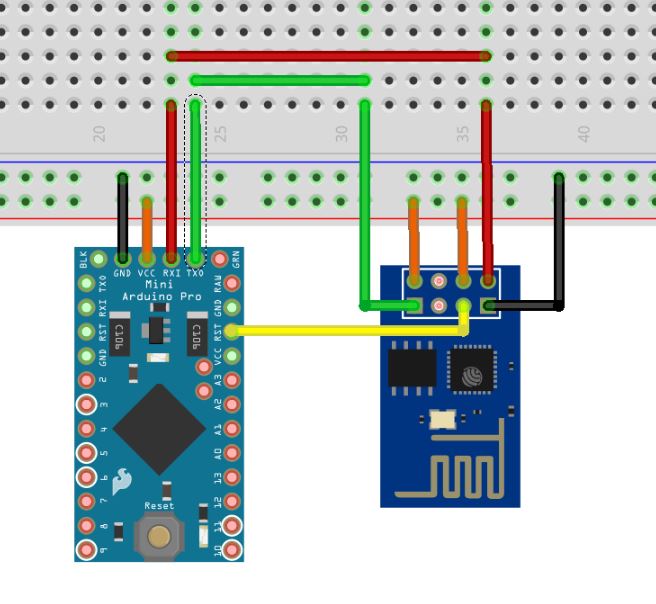 20
25
30
35
40
BLK
GND VCC RXI TXO
GRN
Mini
Arduino Pro
TXO
RXI
RST
GND
2
3
4
5
6
7
8
9
RAW
GND
RST
VCC
A3
A2
A1
A0
13
12
11
10
C106
C106
Reset